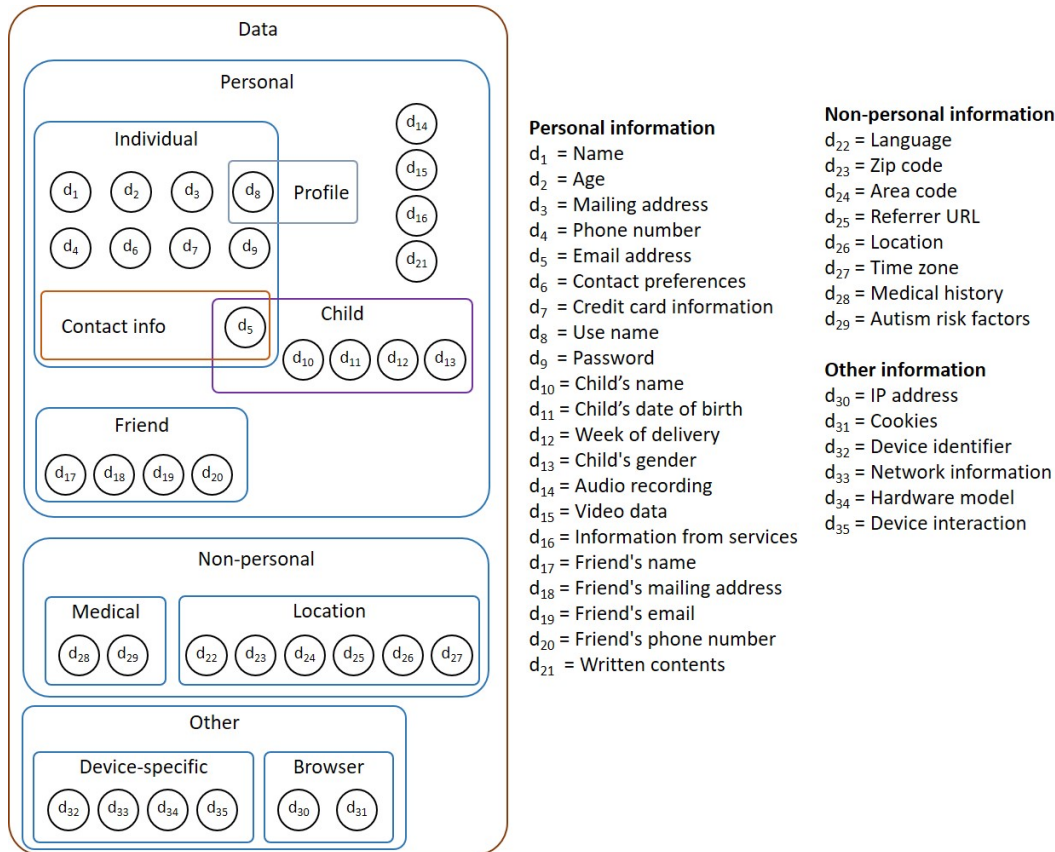 Data
Personal
Individual
d14
d1 d2 d3 d8 Profile
d15
d16
d4 d6 d7 d9
d21
Contact info d5 Child
d10 d11 d12 d13
Friend
d17 d18 d19 d20
Non-personal
Medical Location
d28 d29 d22 d23 d24 d25 d26 d27
Other
Device-specific Browser
d32 d33 d34 d35 d30 d31
Personal information
d1 = Name
d2 = Age
d3 = Mailing address
d4 = Phone number
d5 = Email address
d6 = Contact preferences
d7 = Credit card information
d8 = Use name
d9 = Password
d10 = Child’s name
d11 = Child’s date of birth
d12 = Week of delivery
d13 = Child's gender
d14 = Audio recording
d15 = Video data
d16 = Information from services
d17 = Friend's name
d18 = Friend's mailing address
d19 = Friend's email
d20 = Friend's phone number
d21 = Written contents
Non-personal information
d22 = Language
d23 = Zip code
d24 = Area code
d25 = Referrer URL
d26 = Location
d27 = Time zone
d28 = Medical history
d29 = Autism risk factors
Other information
d30 = IP address
d31 = Cookies
d32 = Device identifier
d33 = Network information
d34 = Hardware model
d35 = Device interaction